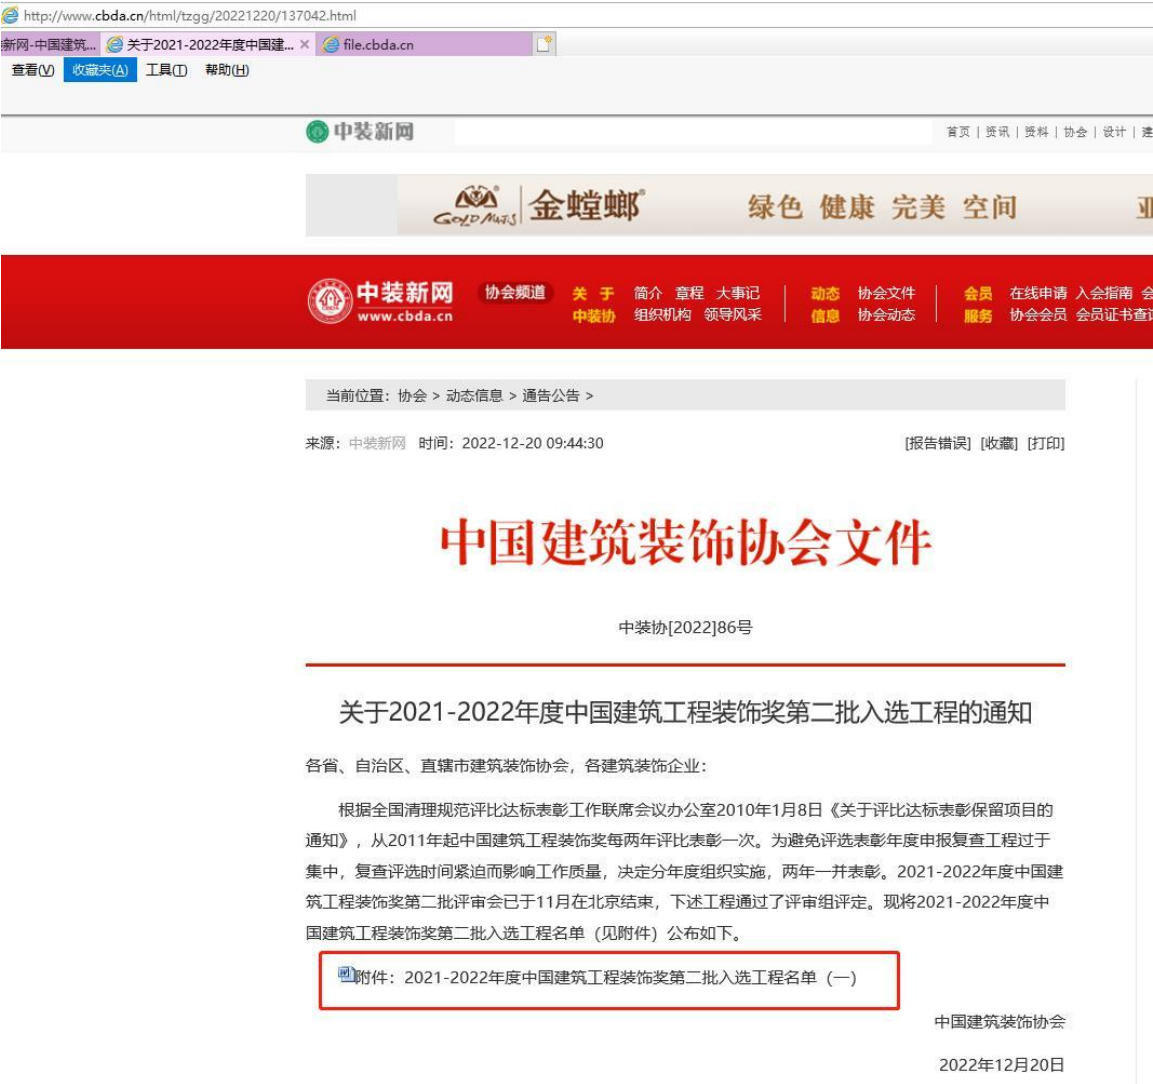 http://www.cbda.cn/html/tzgg/20221220/137042.html
新网-中国建筑... 关于2021-2022年度中国建... × file.cbda.cn
查看(V) 收藏夹(A) 工具(T) 帮助(H)
中装新网 首页 | 资讯 | 资料 | 协会 | 设计 |
GOLD MANTIS 金螳螂® 绿色 健康 完美 空间
中装新网 协会频道 关于 简介 章程 大事记 动态 协会文件 会员 在线申请 入会指南
www.cbda.cn 中装协 组织机构 领导风采 信息 协会动态 服务 协会会员 会员证书查
当前位置：协会 > 动态信息 > 通告公告 >
来源：中装新网 时间：2022-12-20 09:44:30 [报告错误] [收藏] [打印]
中国建筑装饰协会文件
中装协[2022]86号
关于2021-2022年度中国建筑工程装饰奖第二批入选工程的通知
各省、自治区、直辖市建筑装饰协会，各建筑装饰企业：
根据全国清理规范评比达标表彰工作联席会议办公室2010年1月8日《关于评比达标表彰保留项目的
通知》，从2011年起中国建筑工程装饰奖每两年评比表彰一次。为避免评选表彰年度申报复查工程过于
集中，复查评选时间紧迫而影响工作质量，决定分年度组织实施，两年一并表彰。2021-2022年度中国建
筑工程装饰奖第二批评审会已于11月在北京结束，下述工程通过了评审组评定。现将2021-2022年度中
国建筑工程装饰奖第二批入选工程名单（见附件）公布如下。
附件：2021-2022年度中国建筑工程装饰奖第二批入选工程名单（一）
中国建筑装饰协会
2022年12月20日